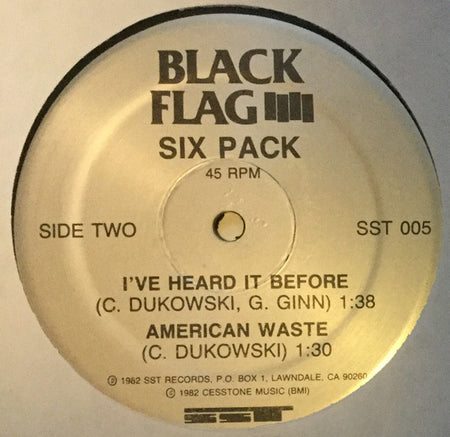 BLACK
FLAG
SIX PACK
45 RPM
SIDE TWO SST 005
I'VE HEARD IT BEFORE
(C. DUKOWSKI, G. GINN) 1:38
AMERICAN WASTE
(C. DUKOWSKI) 1:30
Ⓟ 1982 SST RECORDS, P.O. BOX 1, LAWNDALE, CA 90260
© 1982 CESSTONE MUSIC (BMI)
SST